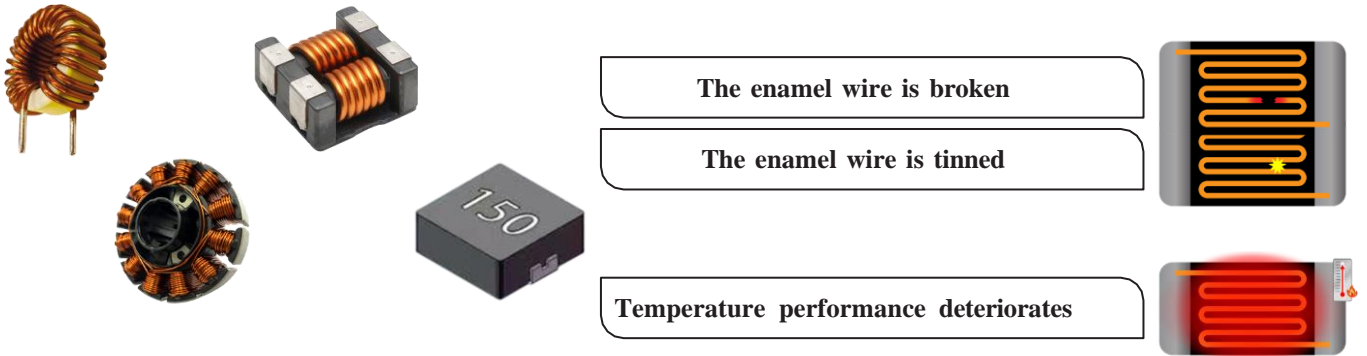 The enamel wire is broken
The enamel wire is tinned
150
Temperature performance deteriorates